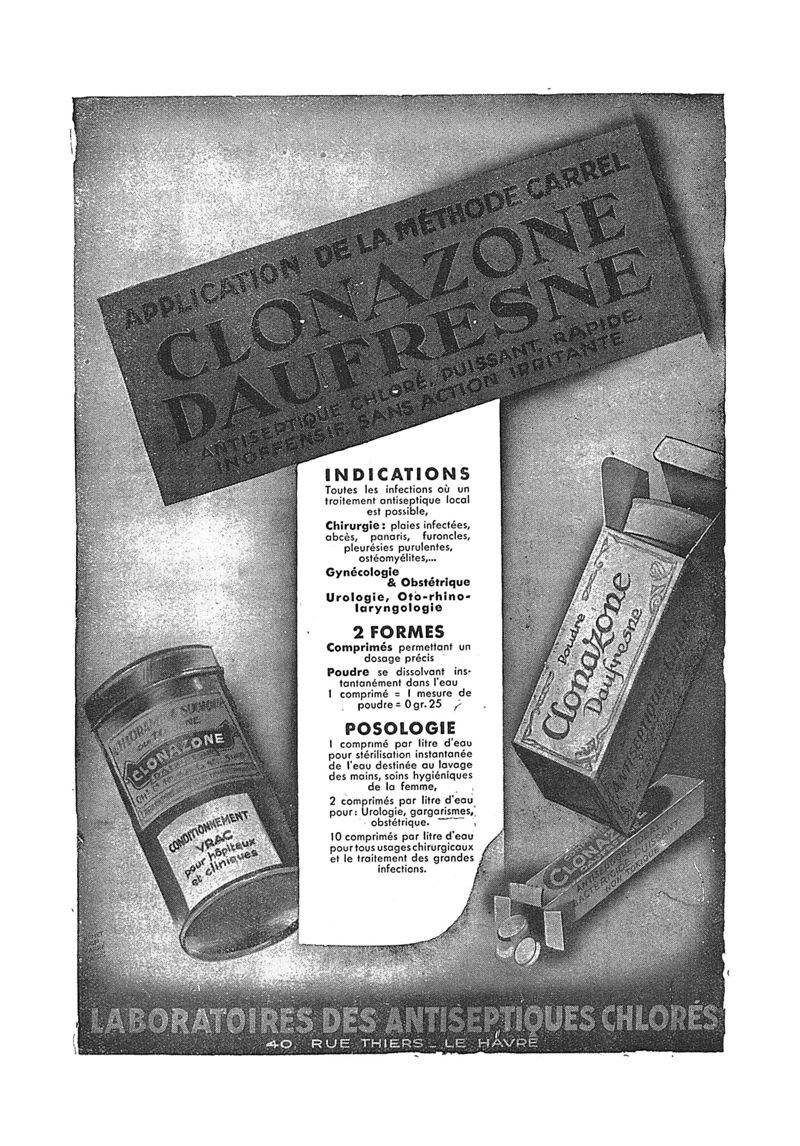 APPLICATION DE LA MÉTHODE CARREL
CLONAZONE
DAUFRESNE
ANTISEPTIQUE CHLORÉ, PUISSANT, RAPIDE,
INOFFENSIF, SANS ACTION IRRITANTE
INDICATIONS
Toutes les infections où un
traitement antiseptique local
est possible,
Chirurgie : plaies infectées,
abcès, panaris, furoncles,
pleurésies purulentes,
ostéomyélites,...
Gynécologie
& Obstétrique
Urologie, Oto-rhino-
laryngologie
2 FORMES
Comprimés permettant un
dosage précis
Poudre se dissolvant ins-
tantanément dans l'eau
1 comprimé = 1 mesure de
poudre = 0 gr. 25
POSOLOGIE
1 comprimé par litre d'eau
pour stérilisation instantanée
de l'eau destinée au lavage
des mains, soins hygiéniques
de la femme,
2 comprimés par litre d'eau
pour : Urologie, gargarismes,
obstétrique.
10 comprimés par litre d'eau
pour tous usages chirurgicaux
et le traitement des grandes
infections.
Poudre
Clonazone
Daufresne
CLONAZONE
CONDITIONNEMENT
VRAC
pour hôpitaux
et cliniques
CLONAZONE
LABORATOIRES DES ANTISEPTIQUES CHLORÉS
40, RUE THIERS _ LE HAVRE